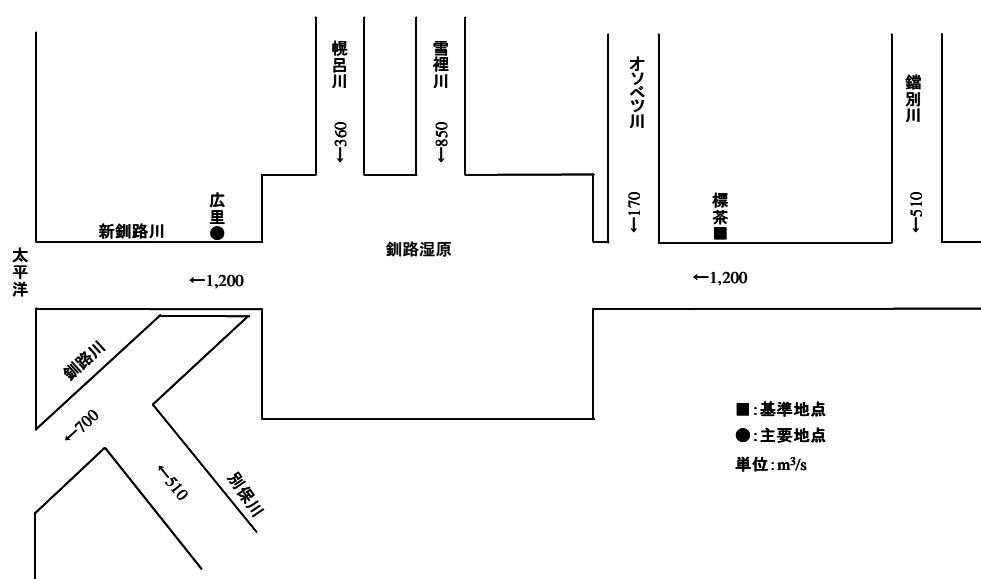 幌呂川
←360
雪裡川
←850
オソベツ川
←170
鐺別川
←510
広里
標茶
新釧路川
釧路湿原
太平洋
←1,200
←1,200
釧路川
←700
←510
別保川
■:基準地点
●:主要地点
単位:m³/s